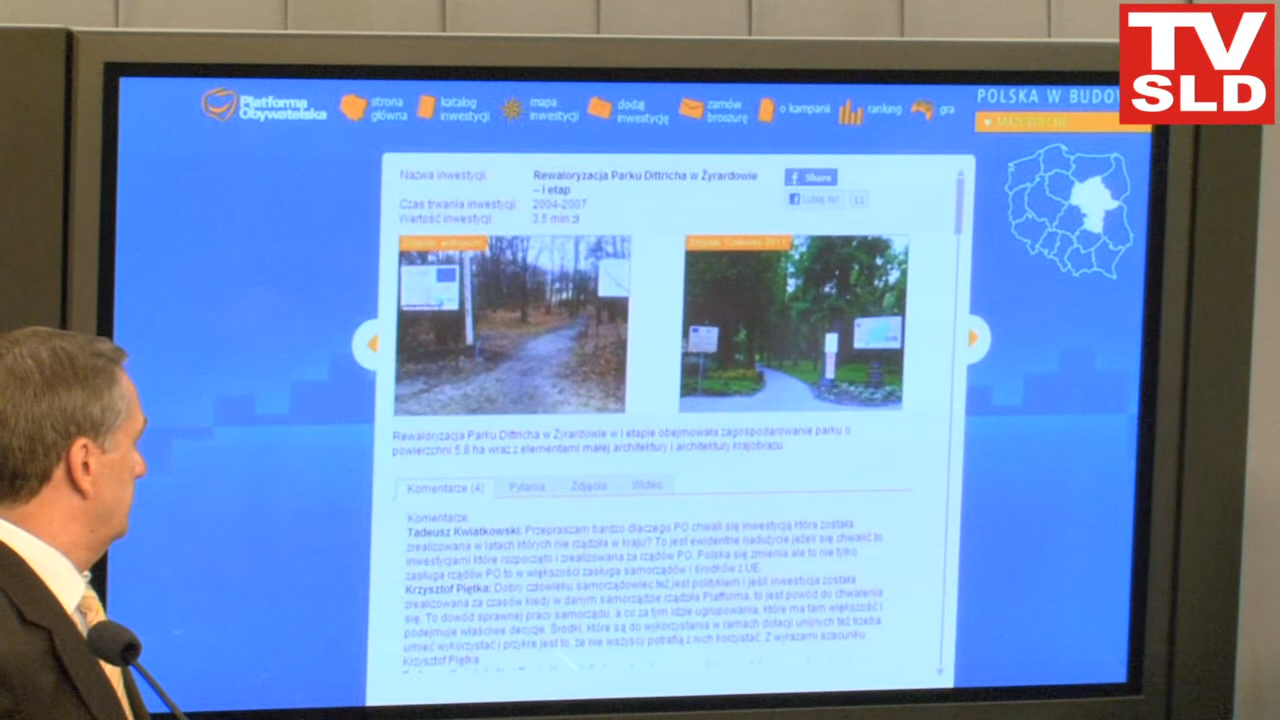 TV
SLD
Platforma
Obywatelska
strona
główna
katalog
inwestycji
mapa
inwestycji
dodaj
inwestycję
zamów
broszurę
o kampanii
ranking
gra
POLSKA W BUDOW
MAZOWIECKIE
Nazwa inwestycji:
Rewaloryzacja Parku Dittricha w Żyrardowie
– I etap
Share
Czas trwania inwestycji:
2004-2007
Lubię to!
11
Wartość inwestycji:
3,5 mln zł
Rewaloryzacja Parku Dittricha w Żyrardowie w I etapie obejmowała zagospodarowanie parku o
powierzchni 5,8 ha wraz z elementami małej architektury i architektury krajobrazu.
Komentarze (4)
Pytania
Zdjęcia
Wideo
Komentarze:
Tadeusz Kwiatkowski: Przepraszam bardzo dlaczego PO chwali się inwestycją która została
zrealizowana w latach których nie rządziła w kraju? To jest ewidentne nadużycie jeżeli się chwalić to
inwestycjami które rozpoczęto i zrealizowana za rządów PO. Polska się zmienia ale to nie tylko
zasługa rządów PO to w większości zasługa samorządów i środków z UE.
Krzysztof Piętka: Dobry człowieku samorządowiec też jest politykiem i jeśli inwestycja została
zrealizowana za czasów kiedy w danym samorządzie rządziła Platforma, to jest powód do chwalenia
się. To dowód sprawnej pracy samorządu, a co za tym idzie ugrupowania, które ma tam większość i
podejmuje właściwe decyzje. Środki, które są do wykorzystania w ramach dotacji unijnych też trzeba
umieć wykorzystać i przykre jest to, że nie wszyscy potrafią z nich korzystać. Z wyrazami szacunku
Krzysztof Piętka